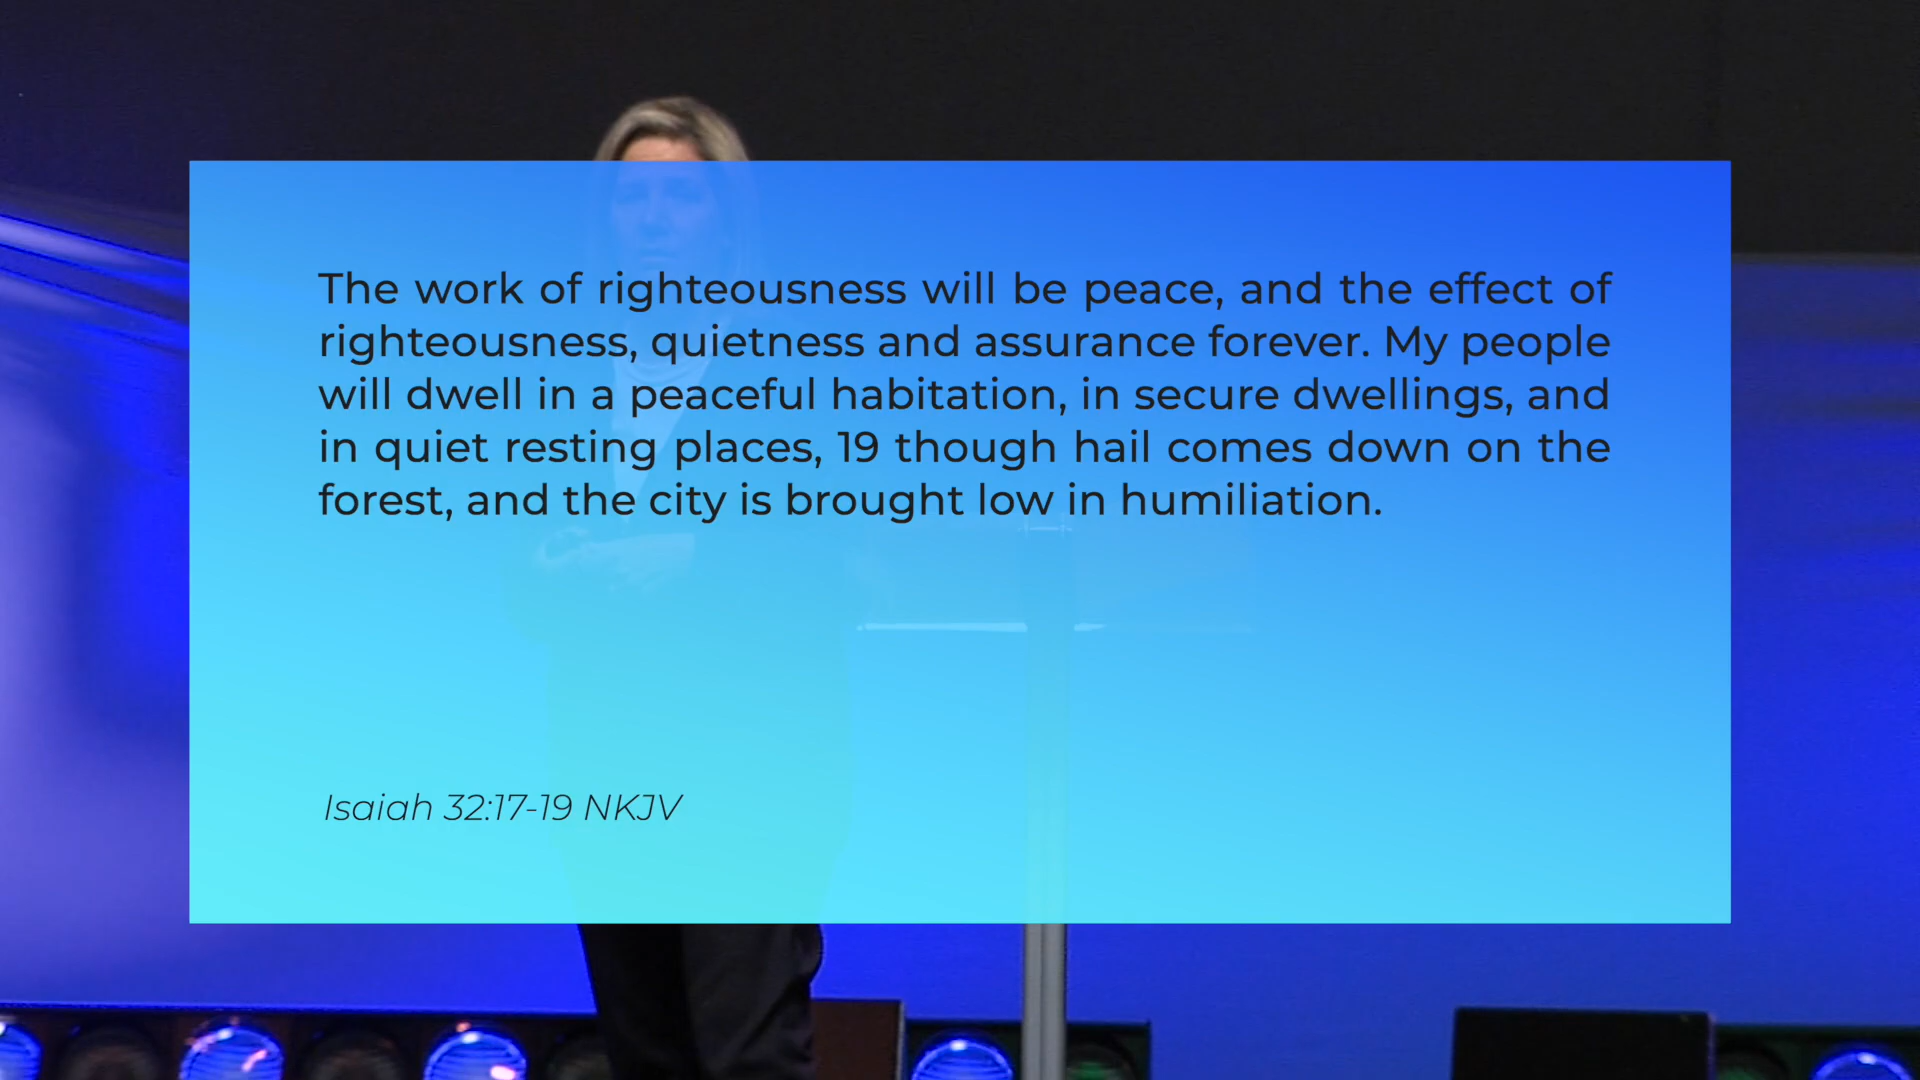 The work of righteousness will be peace, and the effect of
righteousness, quietness and assurance forever. My people
will dwell in a peaceful habitation, in secure dwellings, and
in quiet resting places, 19 though hail comes down on the
forest, and the city is brought low in humiliation.
Isaiah 32:17-19 NKJV